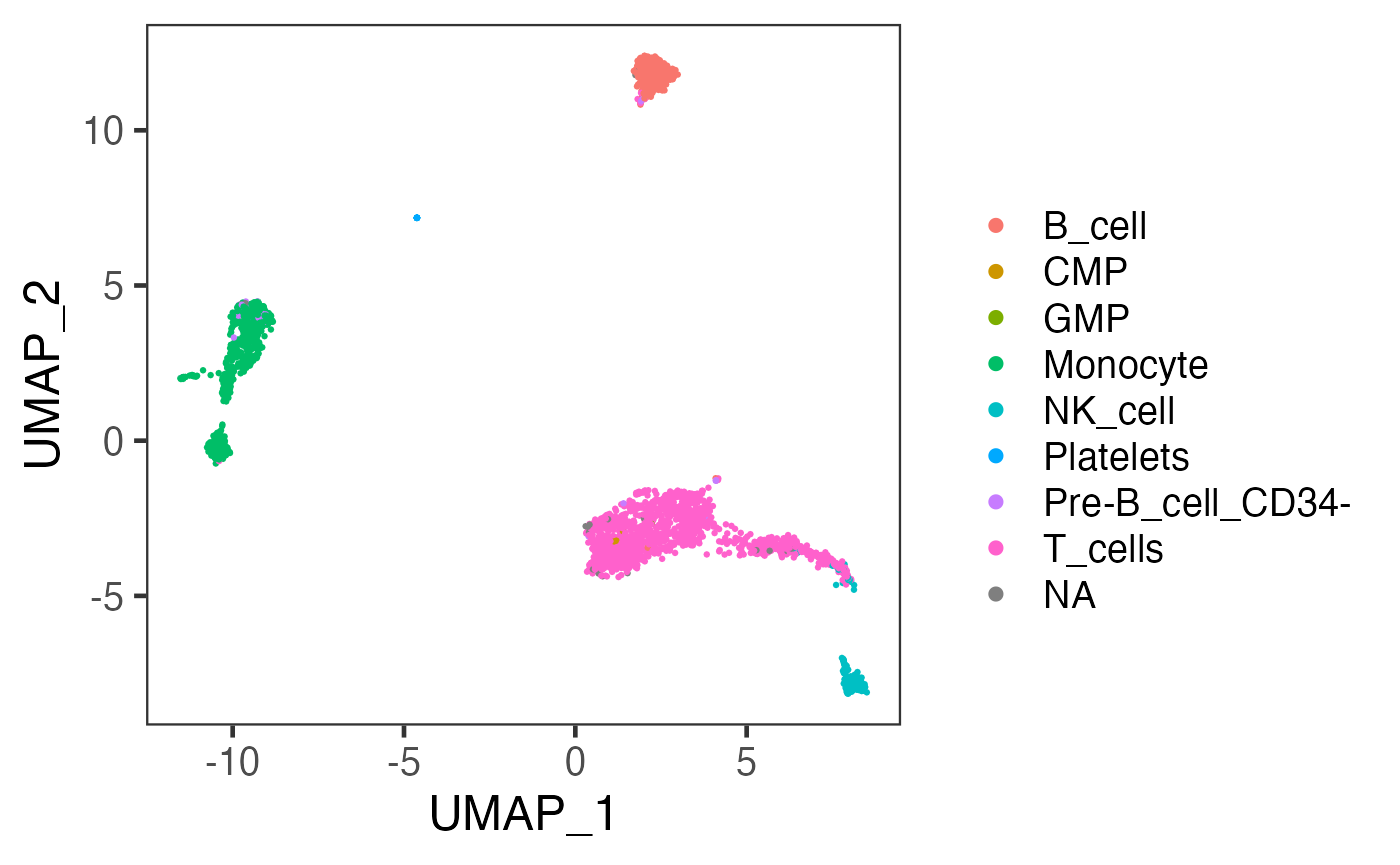 10
5
0
-5
UMAP_2
-10
-5
0
5
UMAP_1
B_cell
CMP
GMP
Monocyte
NK_cell
Platelets
Pre-B_cell_CD34-
T_cells
NA